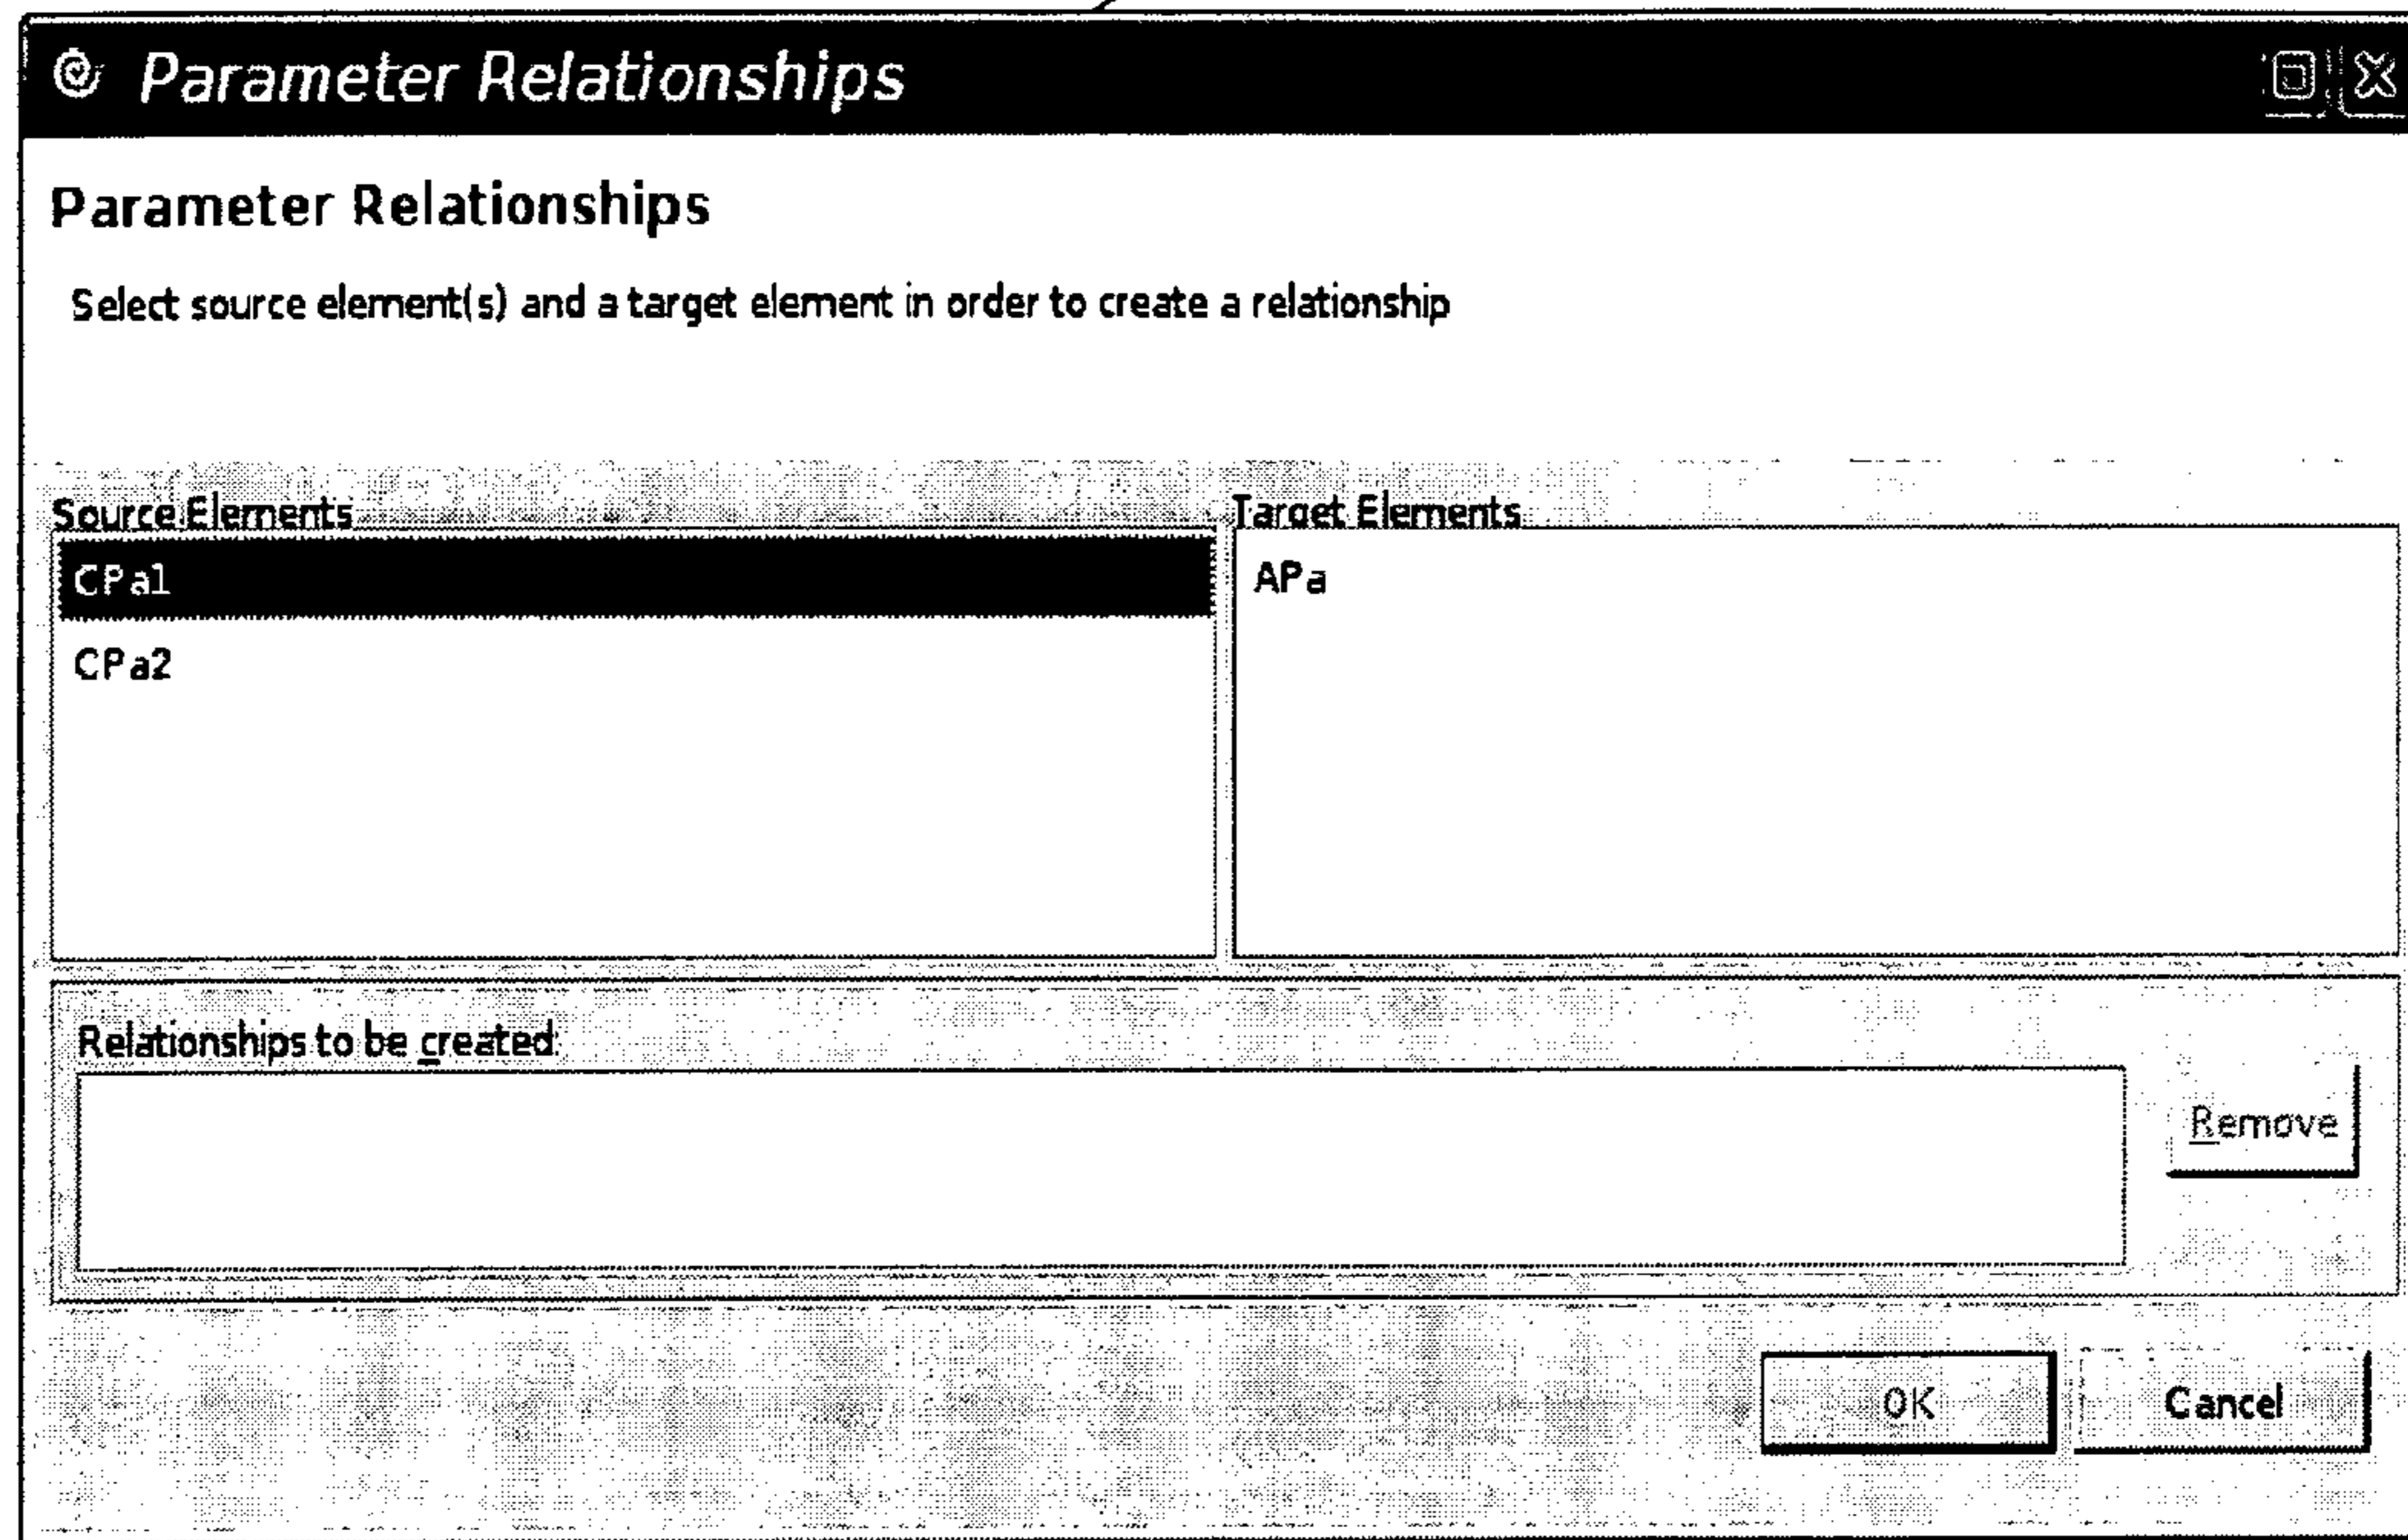 Parameter Relationships
Parameter Relationships
Select source element(s) and a target element in order to create a relationship
Source Elements
Target Elements
CPa1
APa
CPa2
Relationships to be created:
Remove
OK
Cancel